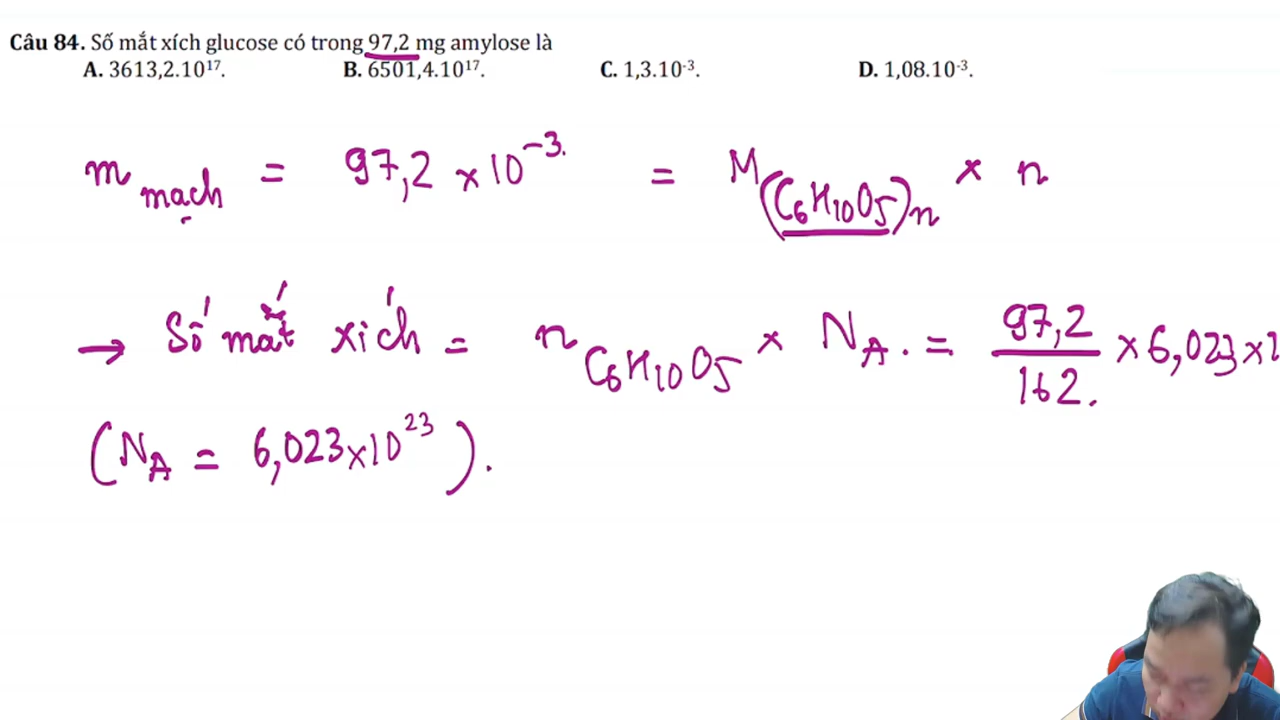 Câu 84. Số mắt xích glucose có trong 97,2 mg amylose là
A. 3613,2.10¹⁷. B. 6501,4.10¹⁷. C. 1,3.10⁻³. D. 1,08.10⁻³.
m mạch = 97,2 × 10⁻³ = M (C₆H₁₀O₅)n × n
→ Số mắt xích = n C₆H₁₀O₅ × N_A. = 97,2 / 162. × 6,023 ×
(N_A = 6,023×10²³).